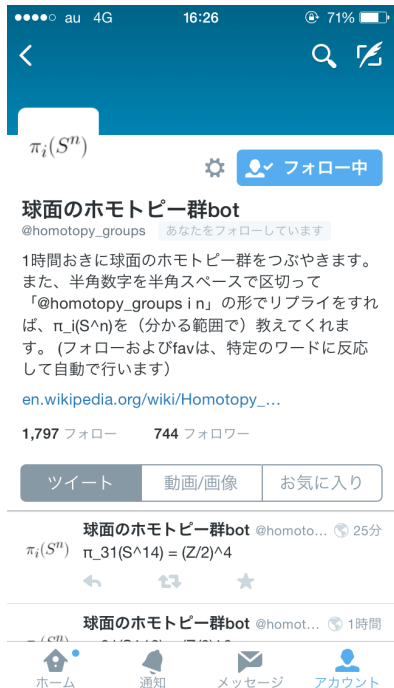 au 4G 16:26 71%
πi(Sⁿ)
フォロー中
球面のホモトピー群bot
@homotopy_groups あなたをフォローしています
1時間おきに球面のホモトピー群をつぶやきます。
また、半角数字を半角スペースで区切って
「@homotopy_groups i n」の形でリプライをすれ
ば、π_i(S^n)を（分かる範囲で）教えてくれま
す。 (フォローおよびfavは、特定のワードに反応
して自動で行います）
en.wikipedia.org/wiki/Homotopy_…
1,797 フォロー 744 フォロワー
ツイート 動画/画像 お気に入り
球面のホモトピー群bot @homoto... 25分
πi(Sⁿ) π_31(S^14) = (Z/2)^4
球面のホモトピー群bot @homot... 1時間
ホーム 通知 メッセージ アカウント